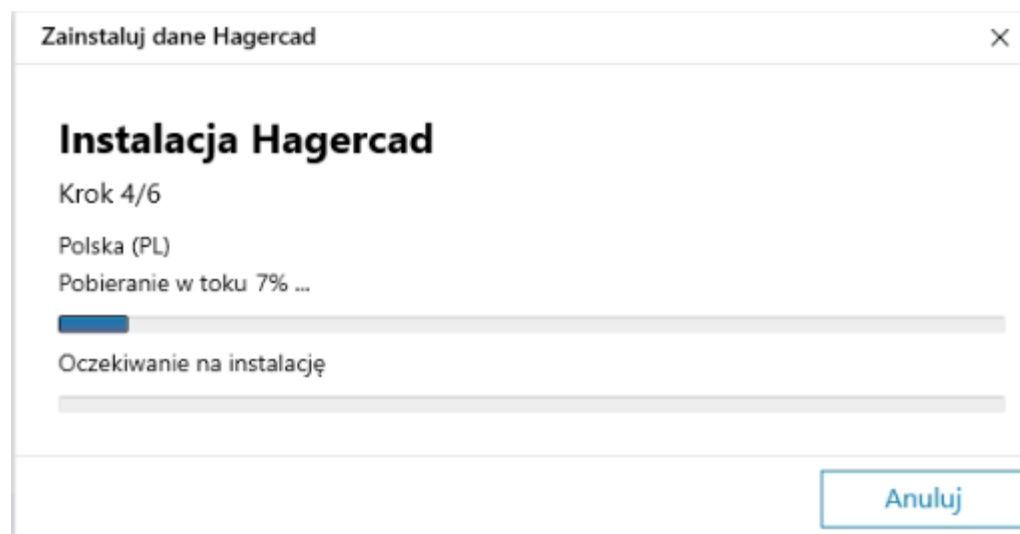 Zainstaluj dane Hagercad
Instalacja Hagercad
Krok 4/6
Polska (PL)
Pobieranie w toku 7% ...
Oczekiwanie na instalację
Anuluj